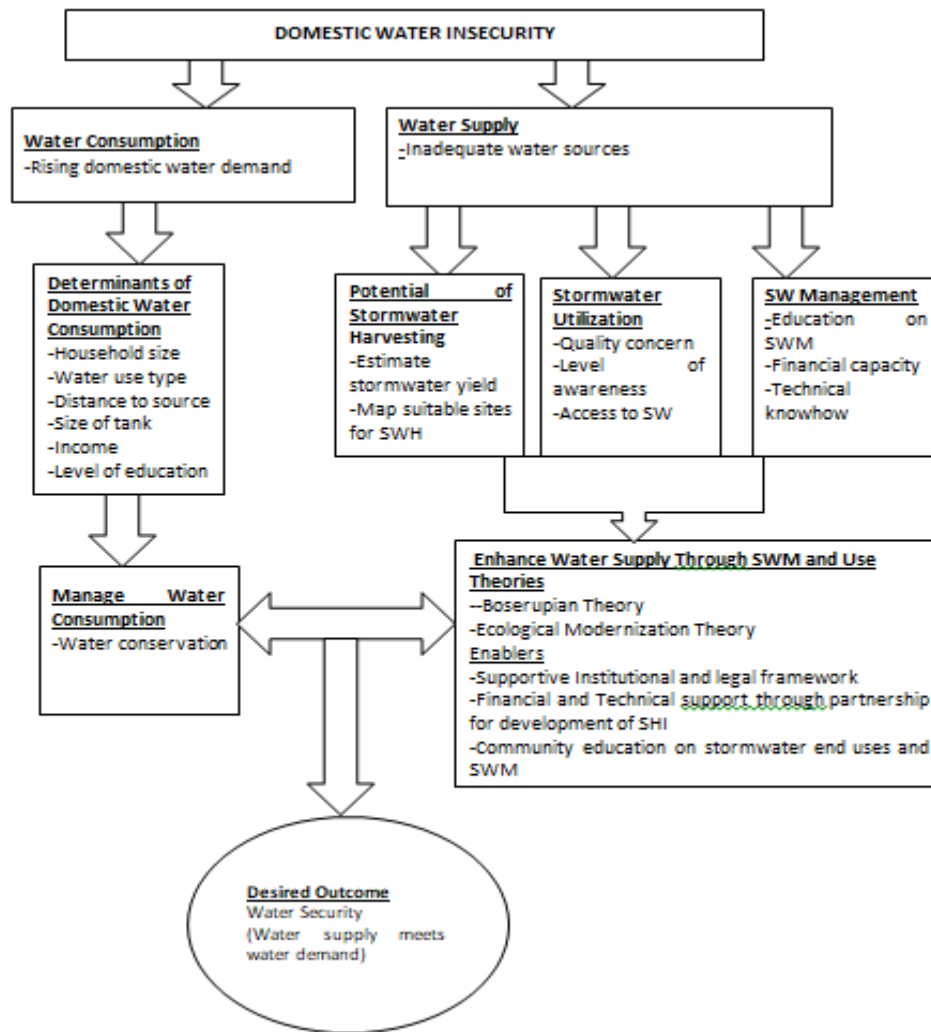 DOMESTIC WATER INSECURITY
Water Consumption
-Rising domestic water demand
Water Supply
-Inadequate water sources
Determinants of
Domestic Water
Consumption
-Household size
-Water use type
-Distance to source
-Size of tank
-Income
-Level of education
Potential of
Stormwater
Harvesting
-Estimate
stormwater yield
-Map suitable sites
for SWH
Stormwater
Utilization
-Quality concern
-Level of
awareness
-Access to SW
SW Management
-Education on
SWM
-Financial capacity
-Technical
knowhow
Manage Water
Consumption
-Water conservation
Enhance Water Supply Through SWM and Use
Theories
--Boserupian Theory
-Ecological Modernization Theory
Enablers
-Supportive Institutional and legal framework
-Financial and Technical support through partnership
for development of SHI
-Community education on stormwater end uses and
SWM
Desired Outcome
Water Security
(Water supply meets
water demand)